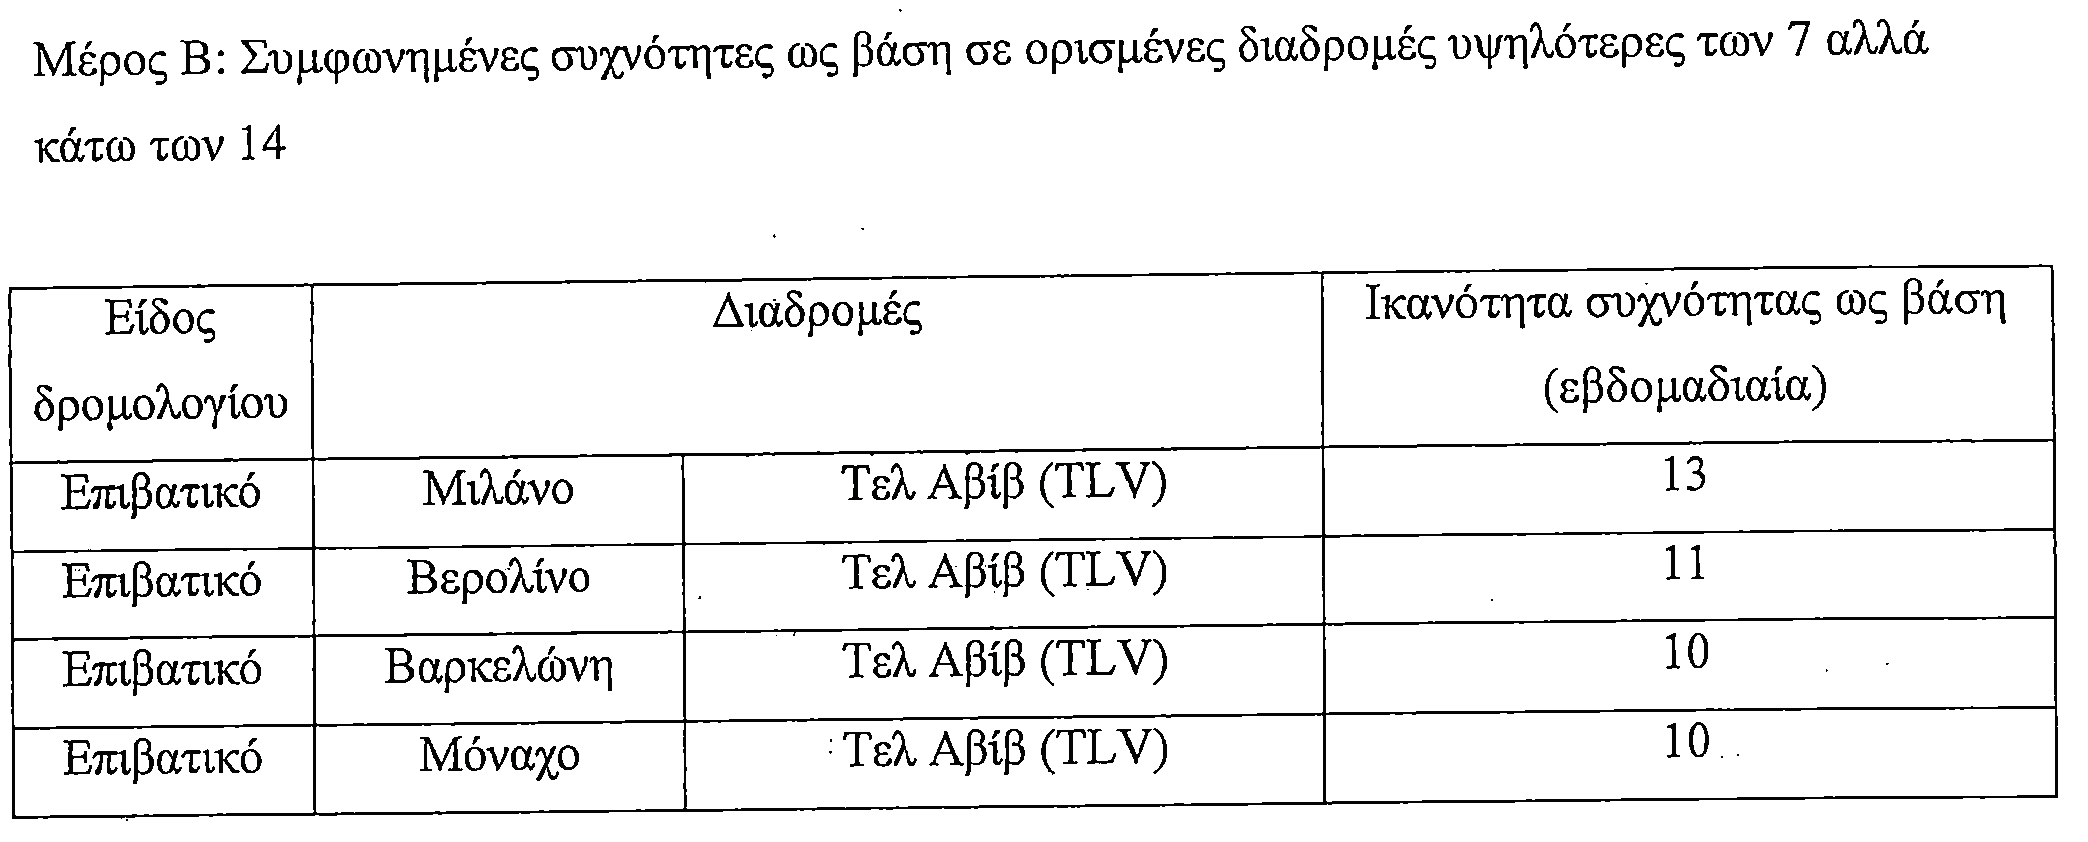 Μέρος Β: Συμφωνημένες συχνότητες ως βάση σε ορισμένες διαδρομές υψηλότερες των 7 αλλά
κάτω των 14
Είδος δρομολογίου Διαδρομές Ικανότητα συχνότητας ως βάση (εβδομαδιαία)
Επιβατικό Μιλάνο Τελ Αβίβ (TLV) 13
Επιβατικό Βερολίνο Τελ Αβίβ (TLV) 11
Επιβατικό Βαρκελώνη Τελ Αβίβ (TLV) 10
Επιβατικό Μόναχο Τελ Αβίβ (TLV) 10